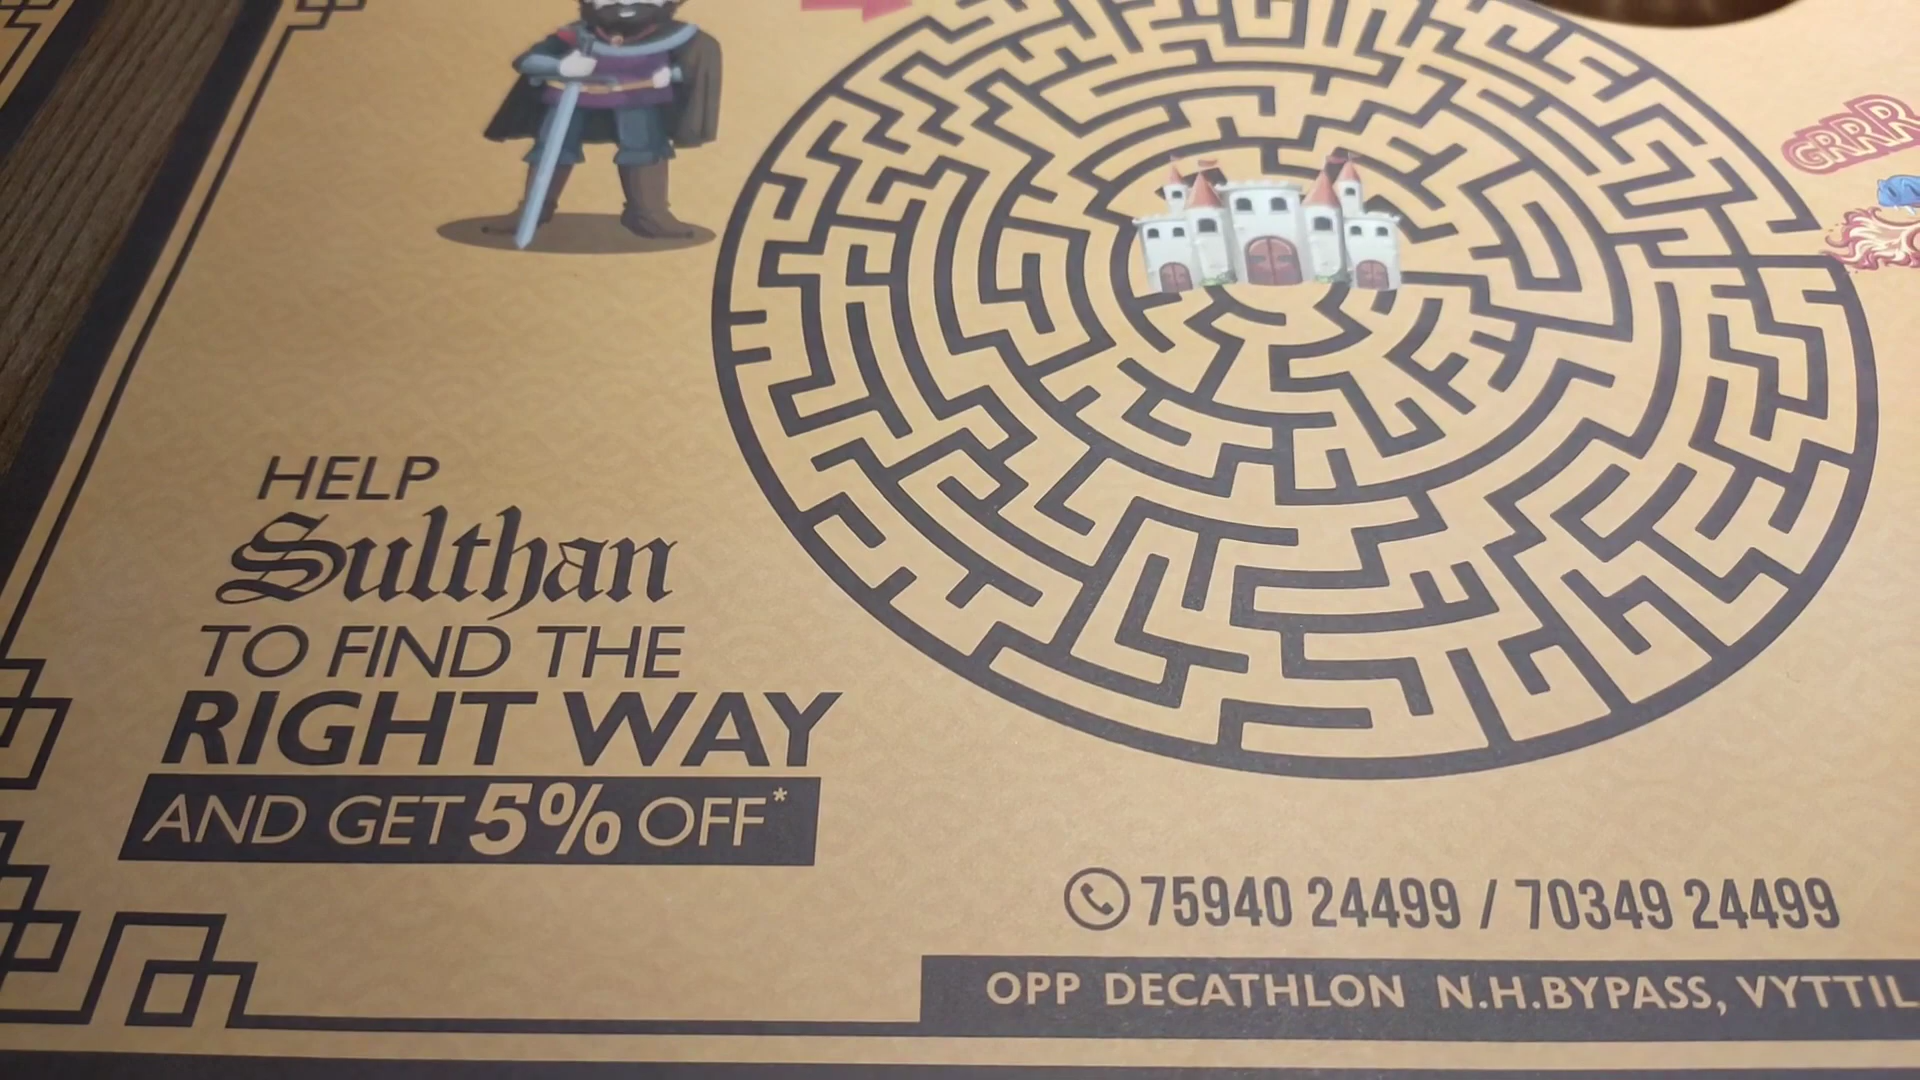 GRRR
HELP
Sulthan
TO FIND THE
RIGHT WAY
AND GET 5% OFF*
75940 24499 / 70349 24499
OPP DECATHLON N.H.BYPASS, VYTTIL